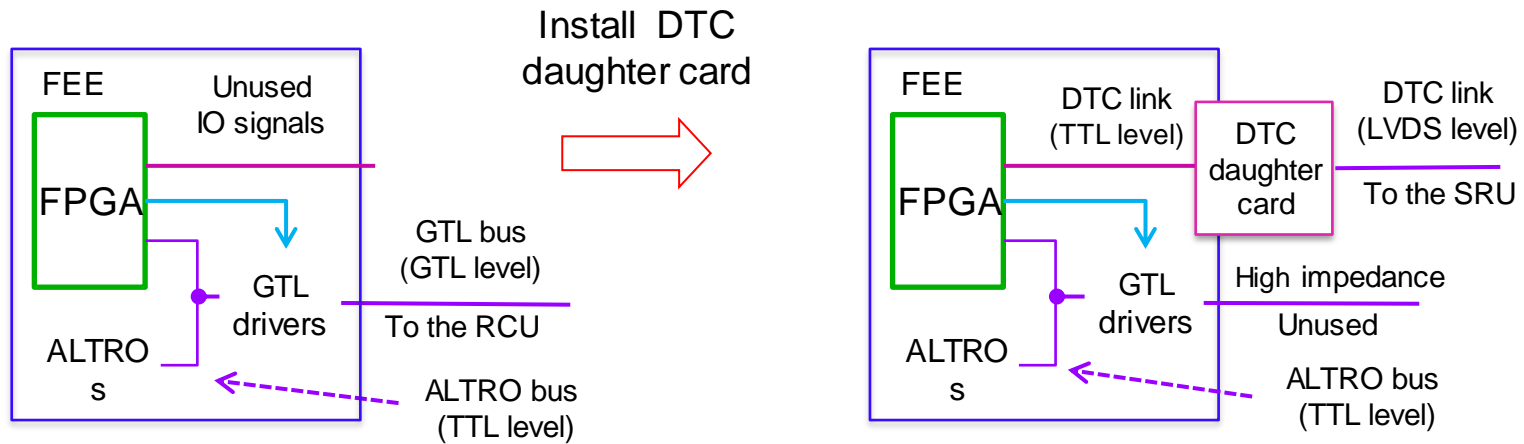 Install DTC
daughter card
FEE
Unused
IO signals
FPGA
GTL bus
(GTL level)
GTL
drivers
To the RCU
ALTRO
s
ALTRO bus
(TTL level)
FEE
DTC link
(TTL level)
DTC
daughter
card
DTC link
(LVDS level)
To the SRU
FPGA
High impedance
GTL
drivers
Unused
ALTRO
s
ALTRO bus
(TTL level)